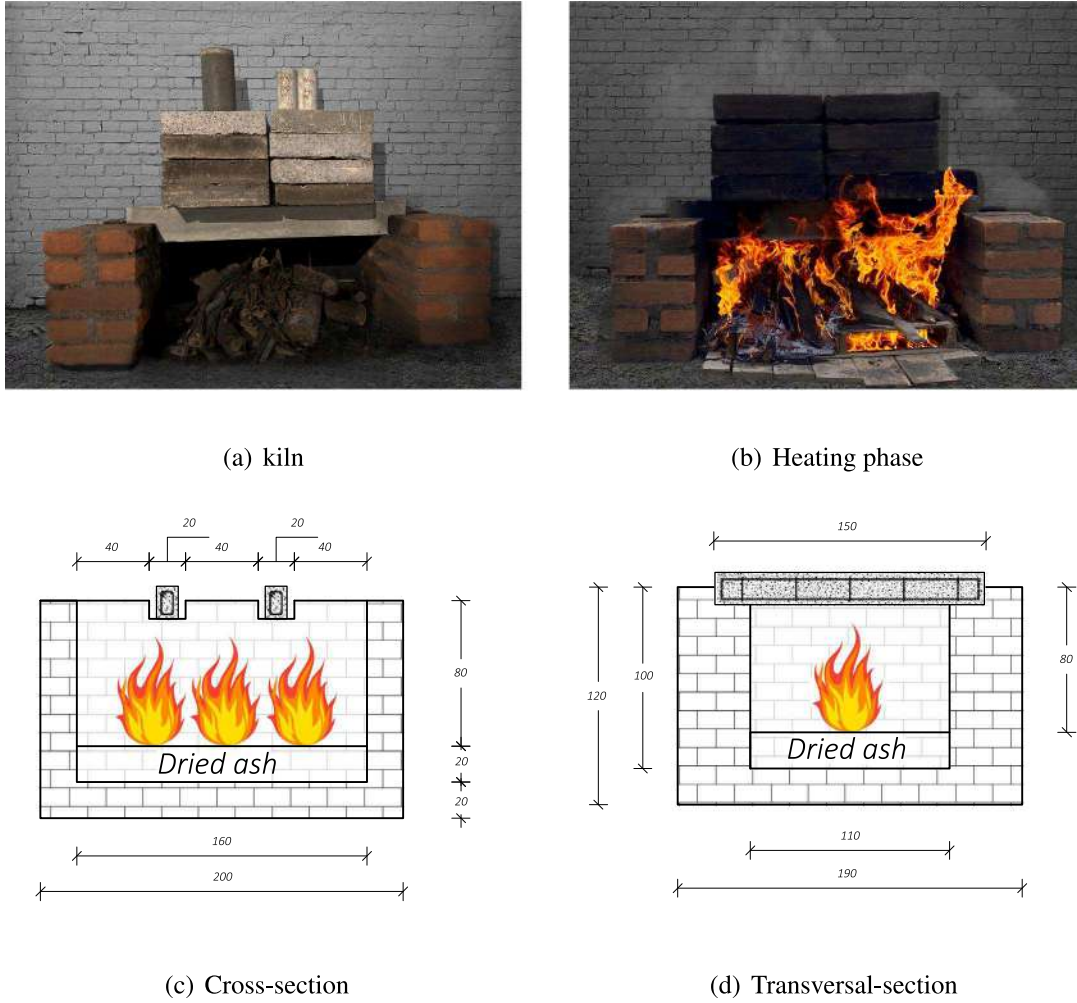 (a) kiln
(b) Heating phase
20
20
40
40
40
80
20
20
Dried ash
160
200
150
120
100
80
Dried ash
110
190
(c) Cross-section
(d) Transversal-section